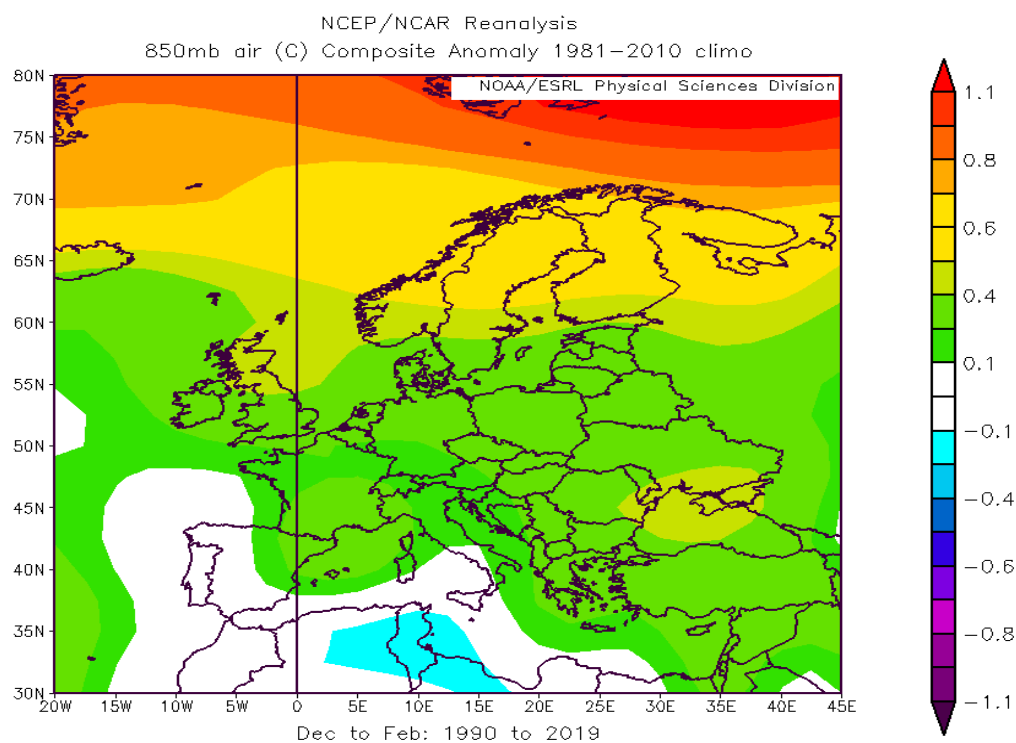 NCEP/NCAR Reanalysis
850mb air (C) Composite Anomaly 1981-2010 climo
NOAA/ESRL Physical Sciences Division
80N
75N
70N
65N
60N
55N
50N
45N
40N
35N
30N
20W 15W 10W 5W 0 5E 10E 15E 20E 25E 30E 35E 40E 45E
Dec to Feb: 1990 to 2019
1.1
0.8
0.6
0.4
0.1
-0.1
-0.4
-0.6
-0.8
-1.1